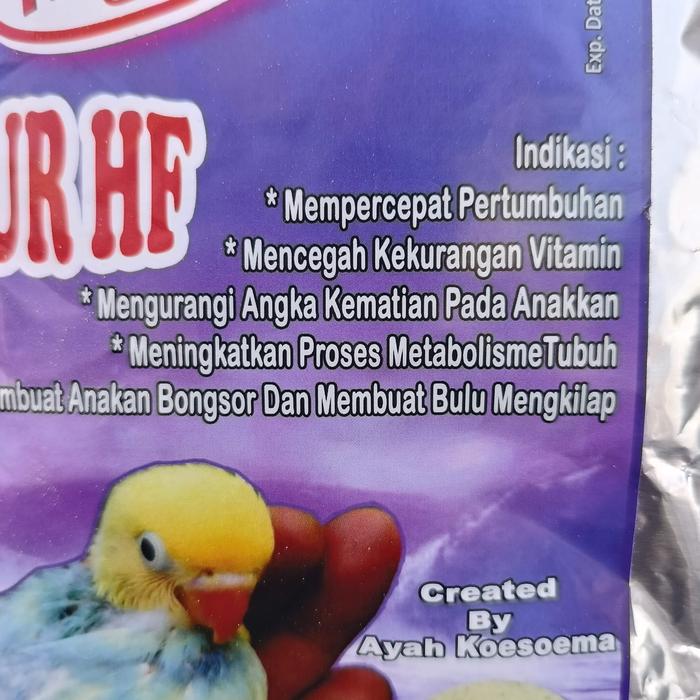 Exp. Dat
UR HF
Indikasi :
* Mempercepat Pertumbuhan
* Mencegah Kekurangan Vitamin
* Mengurangi Angka Kematian Pada Anakkan
* Meningkatkan Proses MetabolismeTubuh
mbuat Anakan Bongsor Dan Membuat Bulu Mengkilap
Created
By
Ayah Koesoema